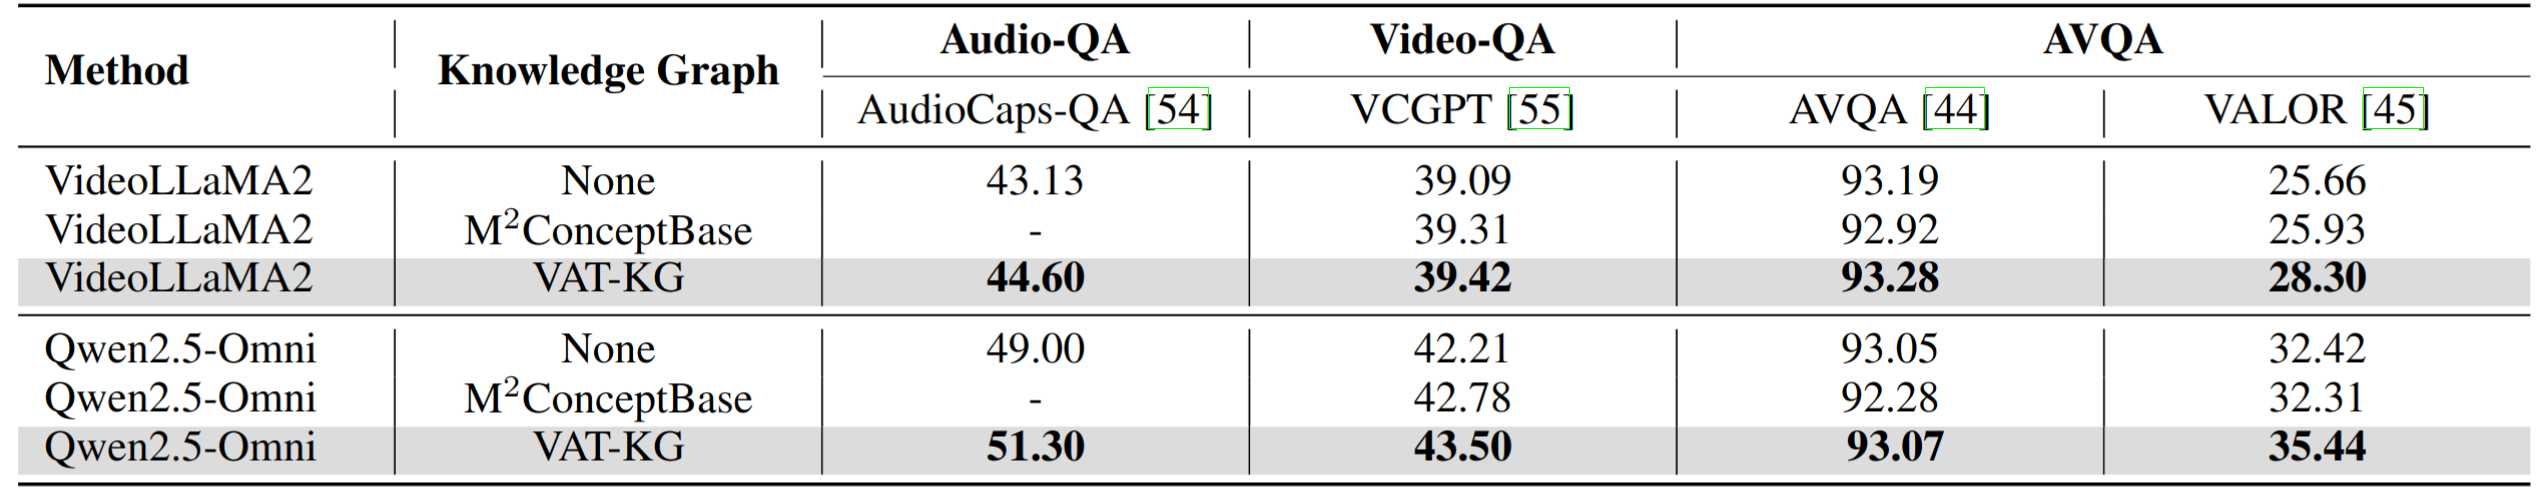 Method Knowledge Graph Audio-QA Video-QA AVQA
AudioCaps-QA [54] VCGPT [55] AVQA [44] VALOR [45]
VideoLLaMA2 None 43.13 39.09 93.19 25.66
VideoLLaMA2 M²ConceptBase - 39.31 92.92 25.93
VideoLLaMA2 VAT-KG 44.60 39.42 93.28 28.30
Qwen2.5-Omni None 49.00 42.21 93.05 32.42
Qwen2.5-Omni M²ConceptBase - 42.78 92.28 32.31
Qwen2.5-Omni VAT-KG 51.30 43.50 93.07 35.44